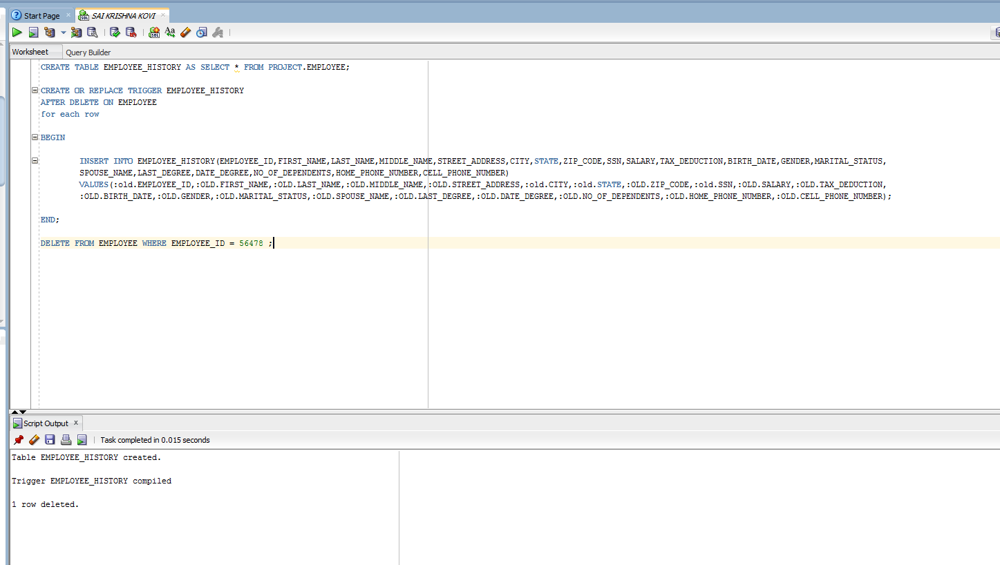 Start Page
SAI KRISHNA KOVI
Worksheet
Query Builder
CREATE TABLE EMPLOYEE_HISTORY AS SELECT * FROM PROJECT.EMPLOYEE;
CREATE OR REPLACE TRIGGER EMPLOYEE_HISTORY
AFTER DELETE ON EMPLOYEE
for each row
BEGIN
INSERT INTO EMPLOYEE_HISTORY(EMPLOYEE_ID,FIRST_NAME,LAST_NAME,MIDDLE_NAME,STREET_ADDRESS,CITY,STATE,ZIP_CODE,SSN,SALARY,TAX_DEDUCTION,BIRTH_DATE,GENDER,MARITAL_STATUS,
SPOUSE_NAME,LAST_DEGREE,DATE_DEGREE,NO_OF_DEPENDENTS,HOME_PHONE_NUMBER,CELL_PHONE_NUMBER)
VALUES(:old.EMPLOYEE_ID,:OLD.FIRST_NAME,:OLD.LAST_NAME,:OLD.MIDDLE_NAME,:OLD.STREET_ADDRESS,:old.CITY,:old.STATE,:OLD.ZIP_CODE,:old.SSN,:OLD.SALARY,:OLD.TAX_DEDUCTION,
:OLD.BIRTH_DATE,:OLD.GENDER,:OLD.MARITAL_STATUS,:OLD.SPOUSE_NAME,:OLD.LAST_DEGREE,:OLD.DATE_DEGREE,:OLD.NO_OF_DEPENDENTS,:OLD.HOME_PHONE_NUMBER,:OLD.CELL_PHONE_NUMBER);
END;
DELETE FROM EMPLOYEE WHERE EMPLOYEE_ID = 56478 ;
Script Output
Task completed in 0.015 seconds
Table EMPLOYEE_HISTORY created.
Trigger EMPLOYEE_HISTORY compiled
1 row deleted.